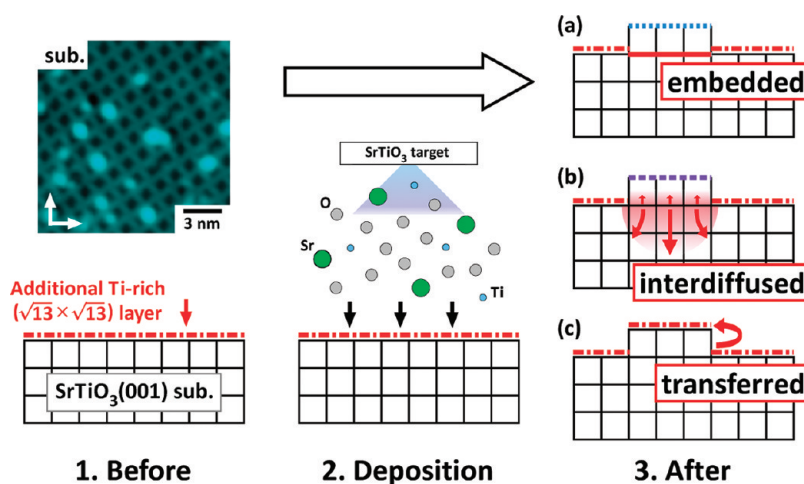 sub.
3 nm
Additional Ti-rich
(√13×√13) layer
SrTiO₃(001) sub.
1. Before
SrTiO₃ target
O
Sr
Ti
2. Deposition
(a)
embedded
(b)
interdiffused
(c)
transferred
3. After